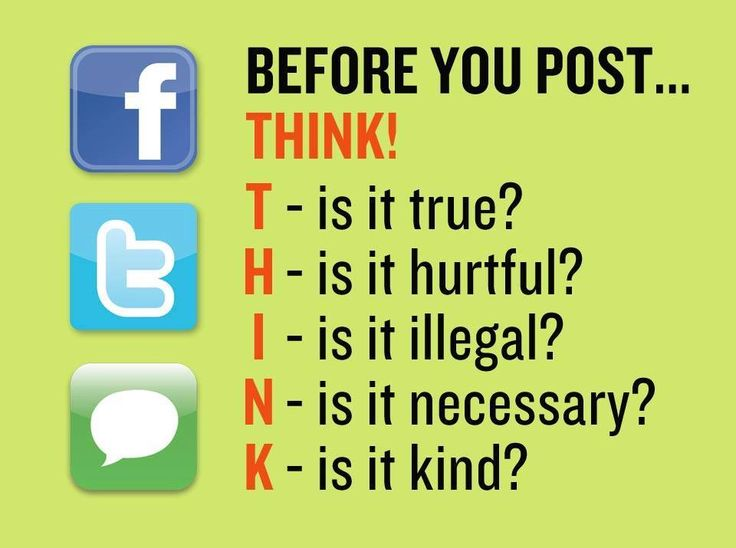 f
BEFORE YOU POST...
THINK!
t
T - is it true?
H - is it hurtful?
I - is it illegal?
N - is it necessary?
K - is it kind?